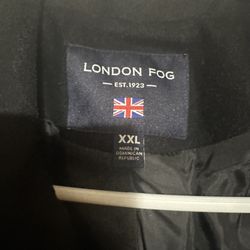 LONDON FOG
EST.1923
XXL
MADE IN
DOMINICAN
REPUBLIC